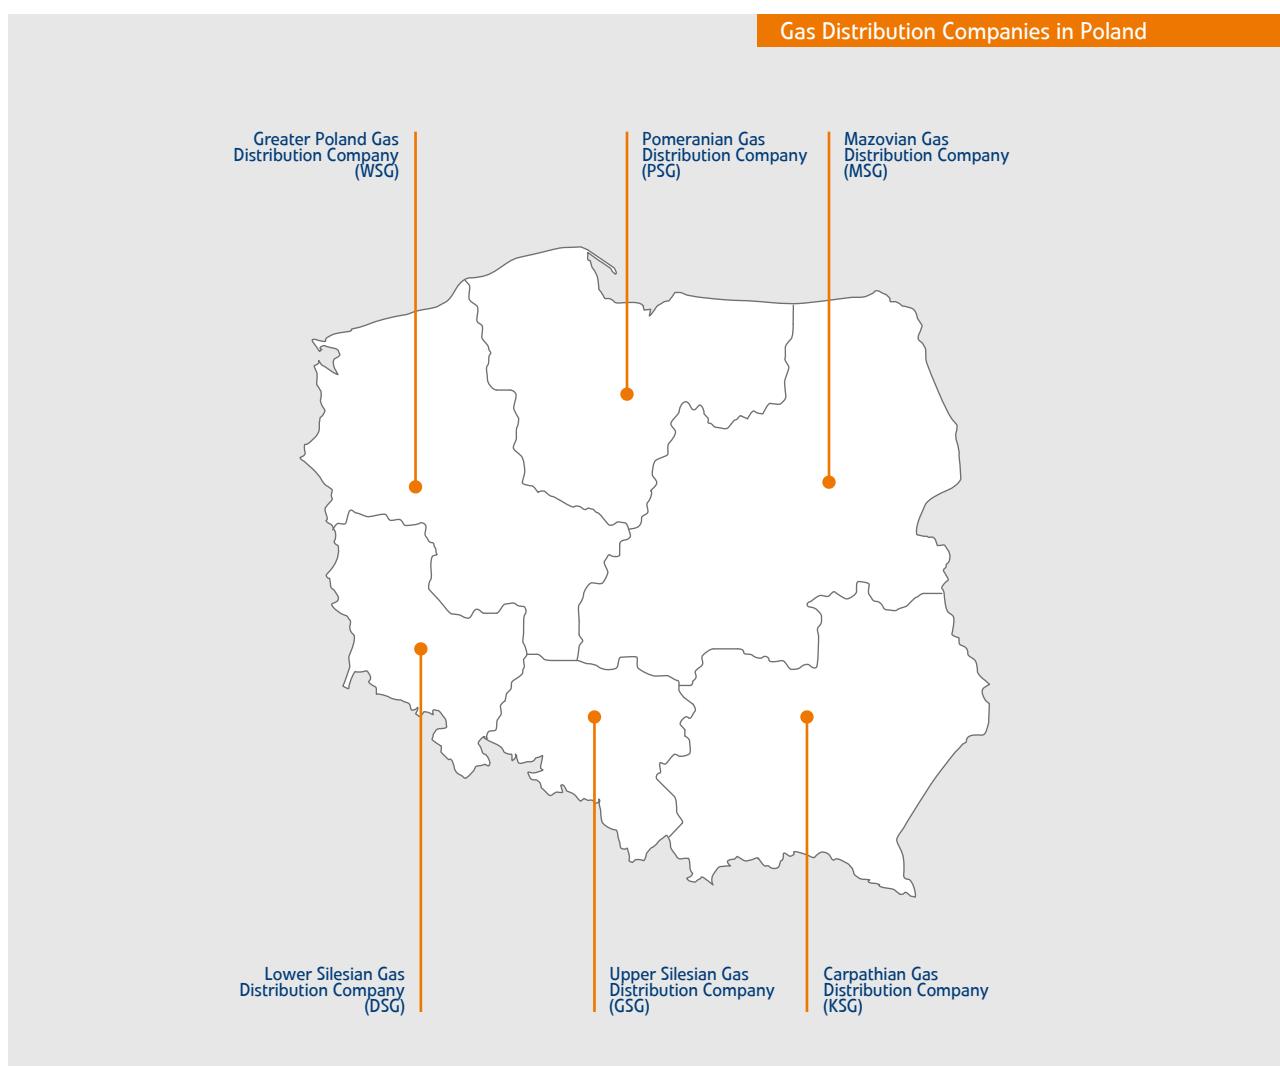 Gas Distribution Companies in Poland
Greater Poland Gas
Distribution Company
(WSG)
Pomeranian Gas
Distribution Company
(PSG)
Mazovian Gas
Distribution Company
(MSG)
Lower Silesian Gas
Distribution Company
(DSG)
Upper Silesian Gas
Distribution Company
(GSG)
Carpathian Gas
Distribution Company
(KSG)